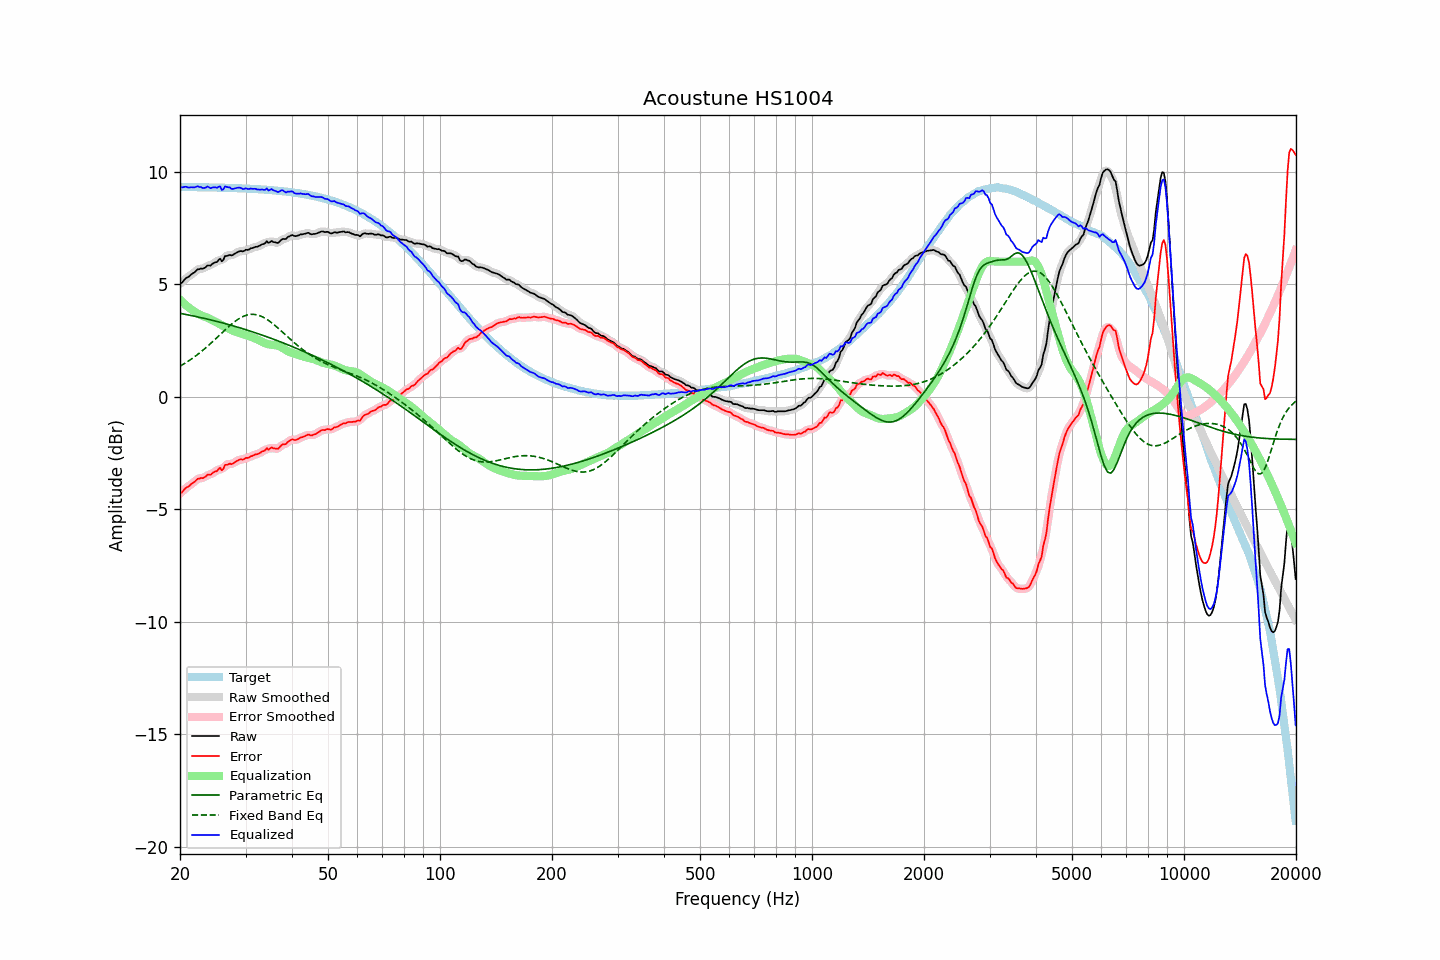 Acoustune HS1004
10
5
0
−5
−10
−15
−20
Amplitude (dBr)
Target
Raw Smoothed
Error Smoothed
Raw
Error
Equalization
Parametric Eq
Fixed Band Eq
Equalized
20
50
100
200
500
1000
2000
5000
10000
20000
Frequency (Hz)